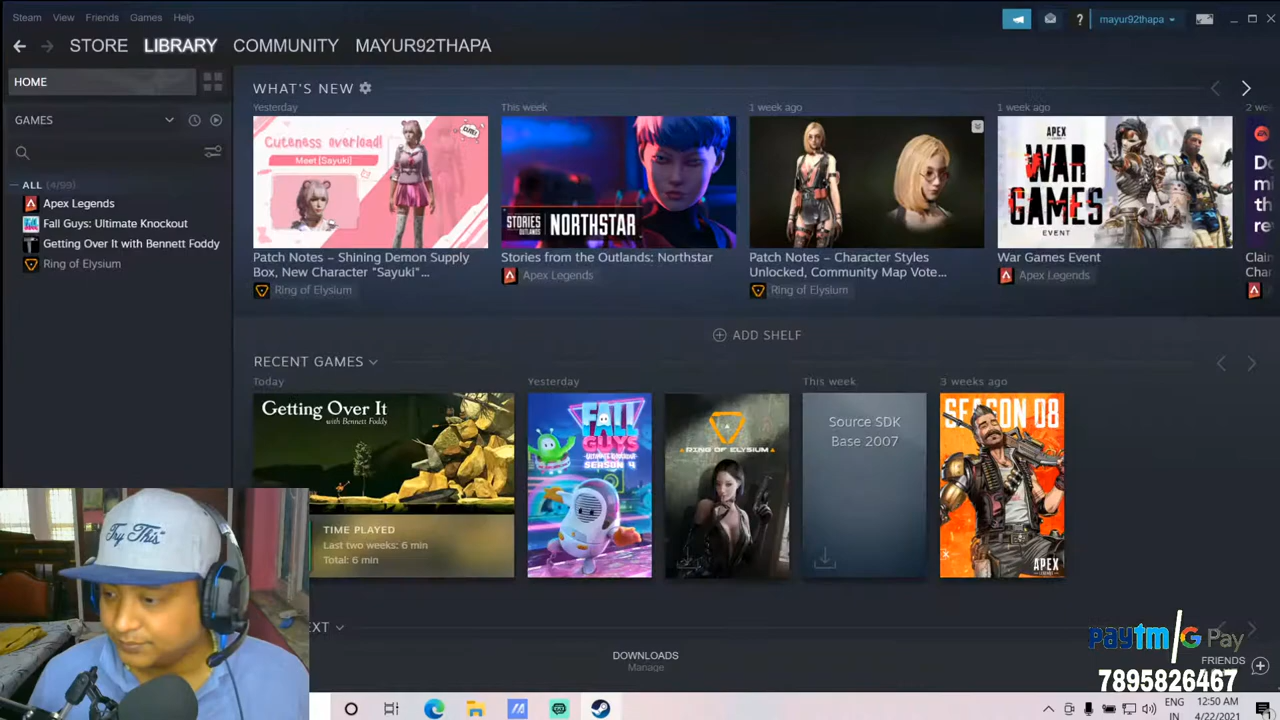 Steam View Friends Games Help
mayur92thapa
STORE LIBRARY COMMUNITY MAYUR92THAPA
HOME
GAMES
ALL (4/99)
Apex Legends
Fall Guys: Ultimate Knockout
Getting Over It with Bennett Foddy
Ring of Elysium
WHAT'S NEW
Yesterday
This week
1 week ago
1 week ago
2 we
Cuteness overload!
Meet [Sayuki]
STORIES FROM THE OUTLANDS NORTHSTAR
APEX
WAR
GAMES
EVENT
Patch Notes – Shining Demon Supply
Box, New Character "Sayuki"...
Ring of Elysium
Stories from the Outlands: Northstar
Apex Legends
Patch Notes – Character Styles
Unlocked, Community Map Vote...
Ring of Elysium
War Games Event
Apex Legends
Clai
Char
ADD SHELF
RECENT GAMES
Today
Yesterday
This week
3 weeks ago
Getting Over It
with Bennett Foddy
TIME PLAYED
Last two weeks: 6 min
Total: 6 min
FALL
GUYS
ULTIMATE KNOCKOUT
SEASON 4
RING OF ELYSIUM
Source SDK
Base 2007
SEASON 08
APEX
EXT
Try This
DOWNLOADS
Manage
paytm / G Pay
FRIENDS
7895826467
ENG
IN
12:50 AM
4/22/2021